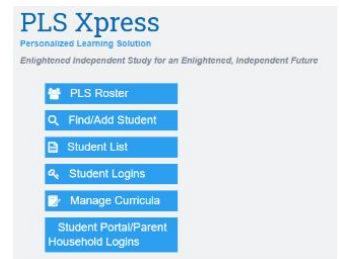 PLS Xpress
Personalized Learning Solution
Enlightened Independent Study for an Enlightened, Independent Future
PLS Roster
Find/Add Student
Student List
Student Logins
Manage Curricula
Student Portal/Parent
Household Logins